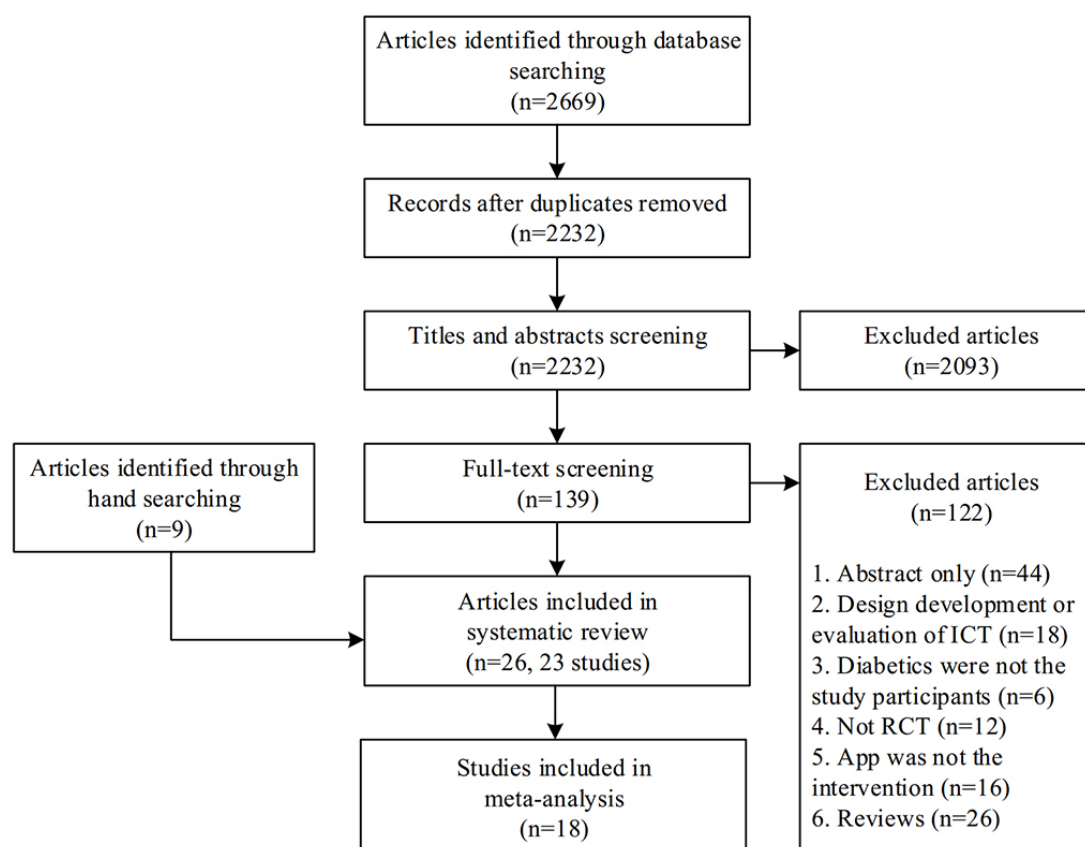 Articles identified through database
searching
(n=2669)
Records after duplicates removed
(n=2232)
Titles and abstracts screening
(n=2232)
Excluded articles
(n=2093)
Articles identified through
hand searching
(n=9)
Full-text screening
(n=139)
Excluded articles
(n=122)
1. Abstract only (n=44)
2. Design development or
evaluation of ICT (n=18)
3. Diabetics were not the
study participants (n=6)
4. Not RCT (n=12)
5. App was not the
intervention (n=16)
6. Reviews (n=26)
Articles included in
systematic review
(n=26, 23 studies)
Studies included in
meta-analysis
(n=18)